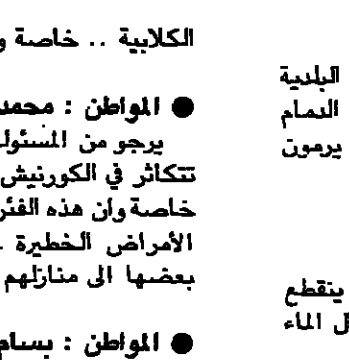 الكلابية .. خاصة و
● المواطن : محمد
يرجو من المسئول
تتكاثر في الكورنيش
خاصة وان هذه الفئر
الأمراض الخطيرة .
بعضها الى منازلهم
● المواطن : بسام
البلدية
الدمام
يرمون
ينقطع
ل الماء